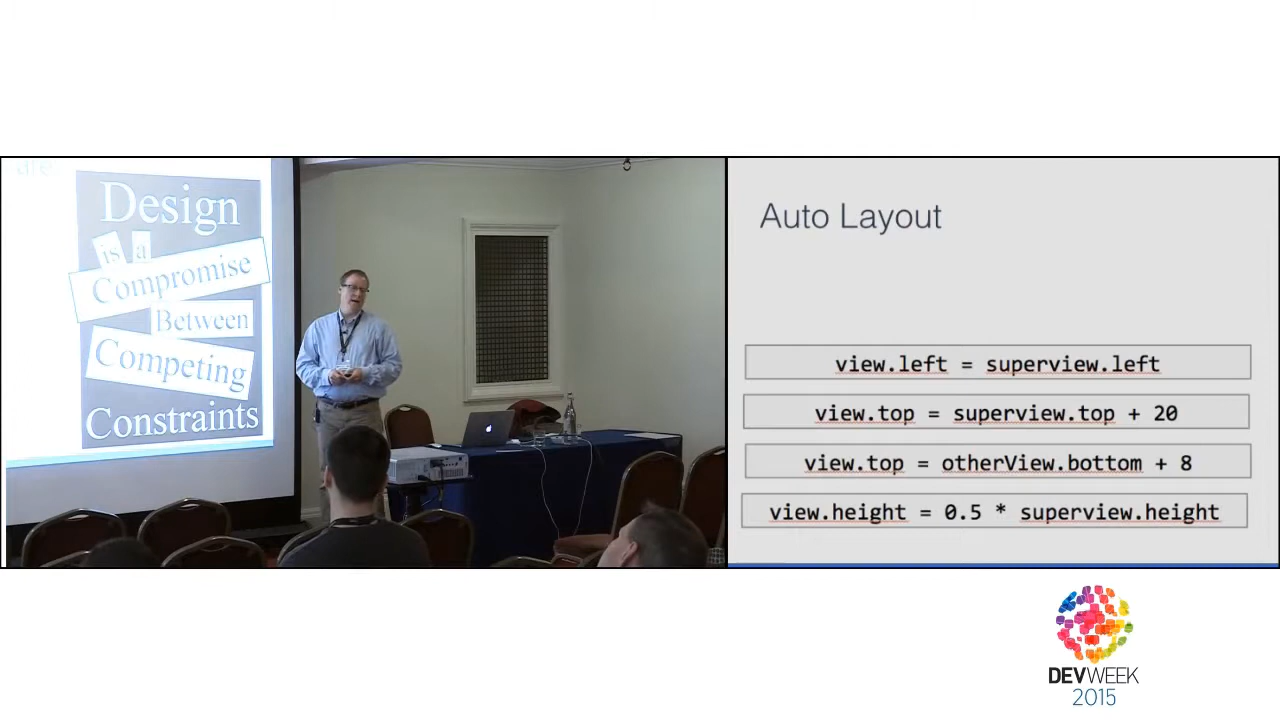 Design
is a
Compromise
Between
Competing
Constraints
Auto Layout
view.left = superview.left
view.top = superview.top + 20
view.top = otherView.bottom + 8
view.height = 0.5 * superview.height
DEVWEEK
2015